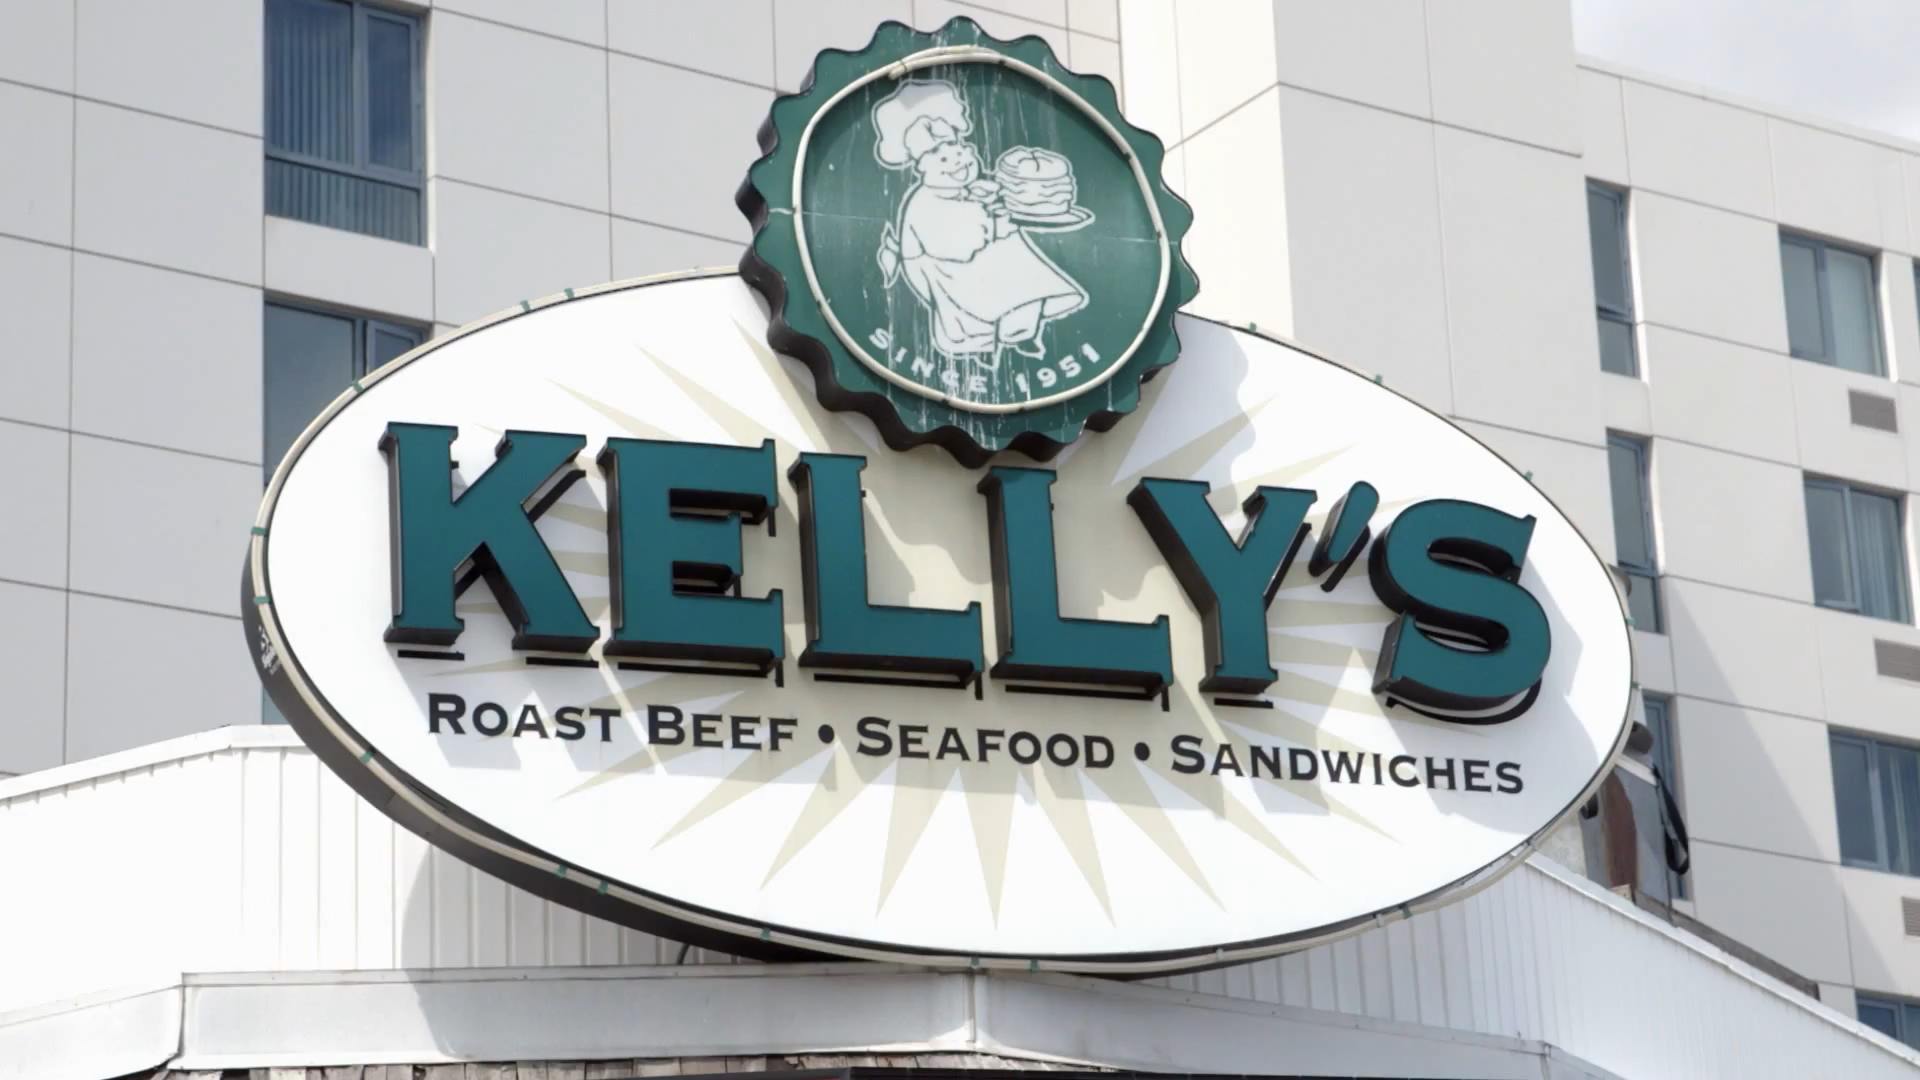 SINCE 1951
KELLY'S
ROAST BEEF • SEAFOOD • SANDWICHES